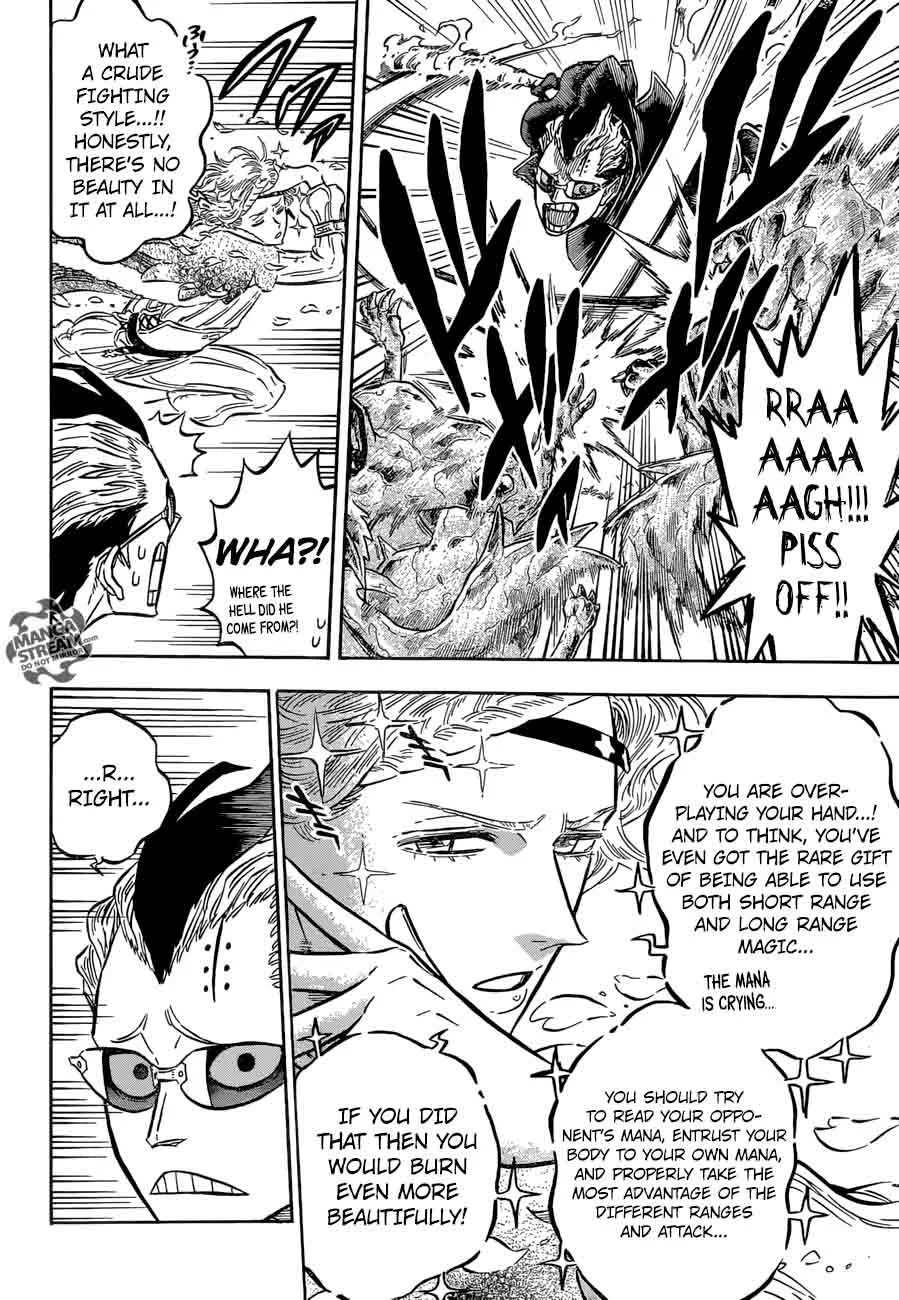 RRAA
AAAAA
AAGH!!!
PISS
OFF!!
WHAT
A CRUDE
FIGHTING
STYLE...!!
HONESTLY,
THERE'S NO
BEAUTY IN
IT AT ALL...!
WHA?!
WHERE THE
HELL DID HE
COME FROM?!
MANGA
STREAM.com
DO NOT MIRROR
YOU ARE OVER-
PLAYING YOUR HAND...!
AND TO THINK, YOU'VE
EVEN GOT THE RARE GIFT
OF BEING ABLE TO USE
BOTH SHORT RANGE
AND LONG RANGE
MAGIC...
THE MANA
IS CRYING...
YOU SHOULD TRY
TO READ YOUR OPPO-
NENT'S MANA, ENTRUST YOUR
BODY TO YOUR OWN MANA,
AND PROPERLY TAKE THE
MOST ADVANTAGE OF THE
DIFFERENT RANGES
AND ATTACK...
IF YOU DID
THAT THEN YOU
WOULD BURN
EVEN MORE
BEAUTIFULLY!
...R...
RIGHT...